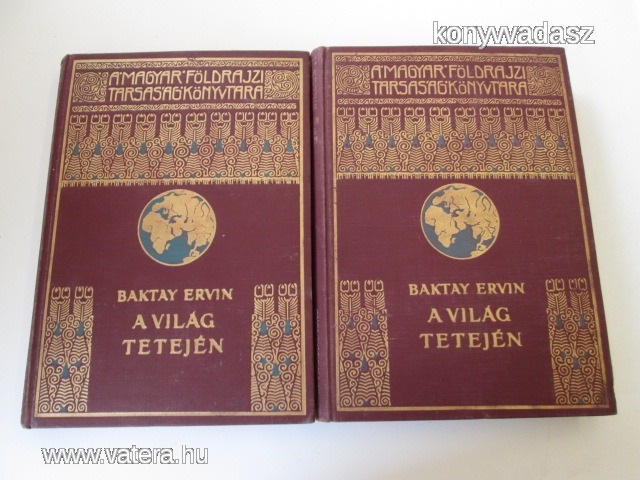 konywadasz
A MAGYAR FÖLDRAJZI
TÁRSASÁG KÖNYVTÁRA
BAKTAY ERVIN
A VILÁG
TETEJÉN
A MAGYAR FÖLDRAJZI
TÁRSASÁG KÖNYVTÁRA
BAKTAY ERVIN
A VILÁG
TETEJÉN
www.vatera.hu